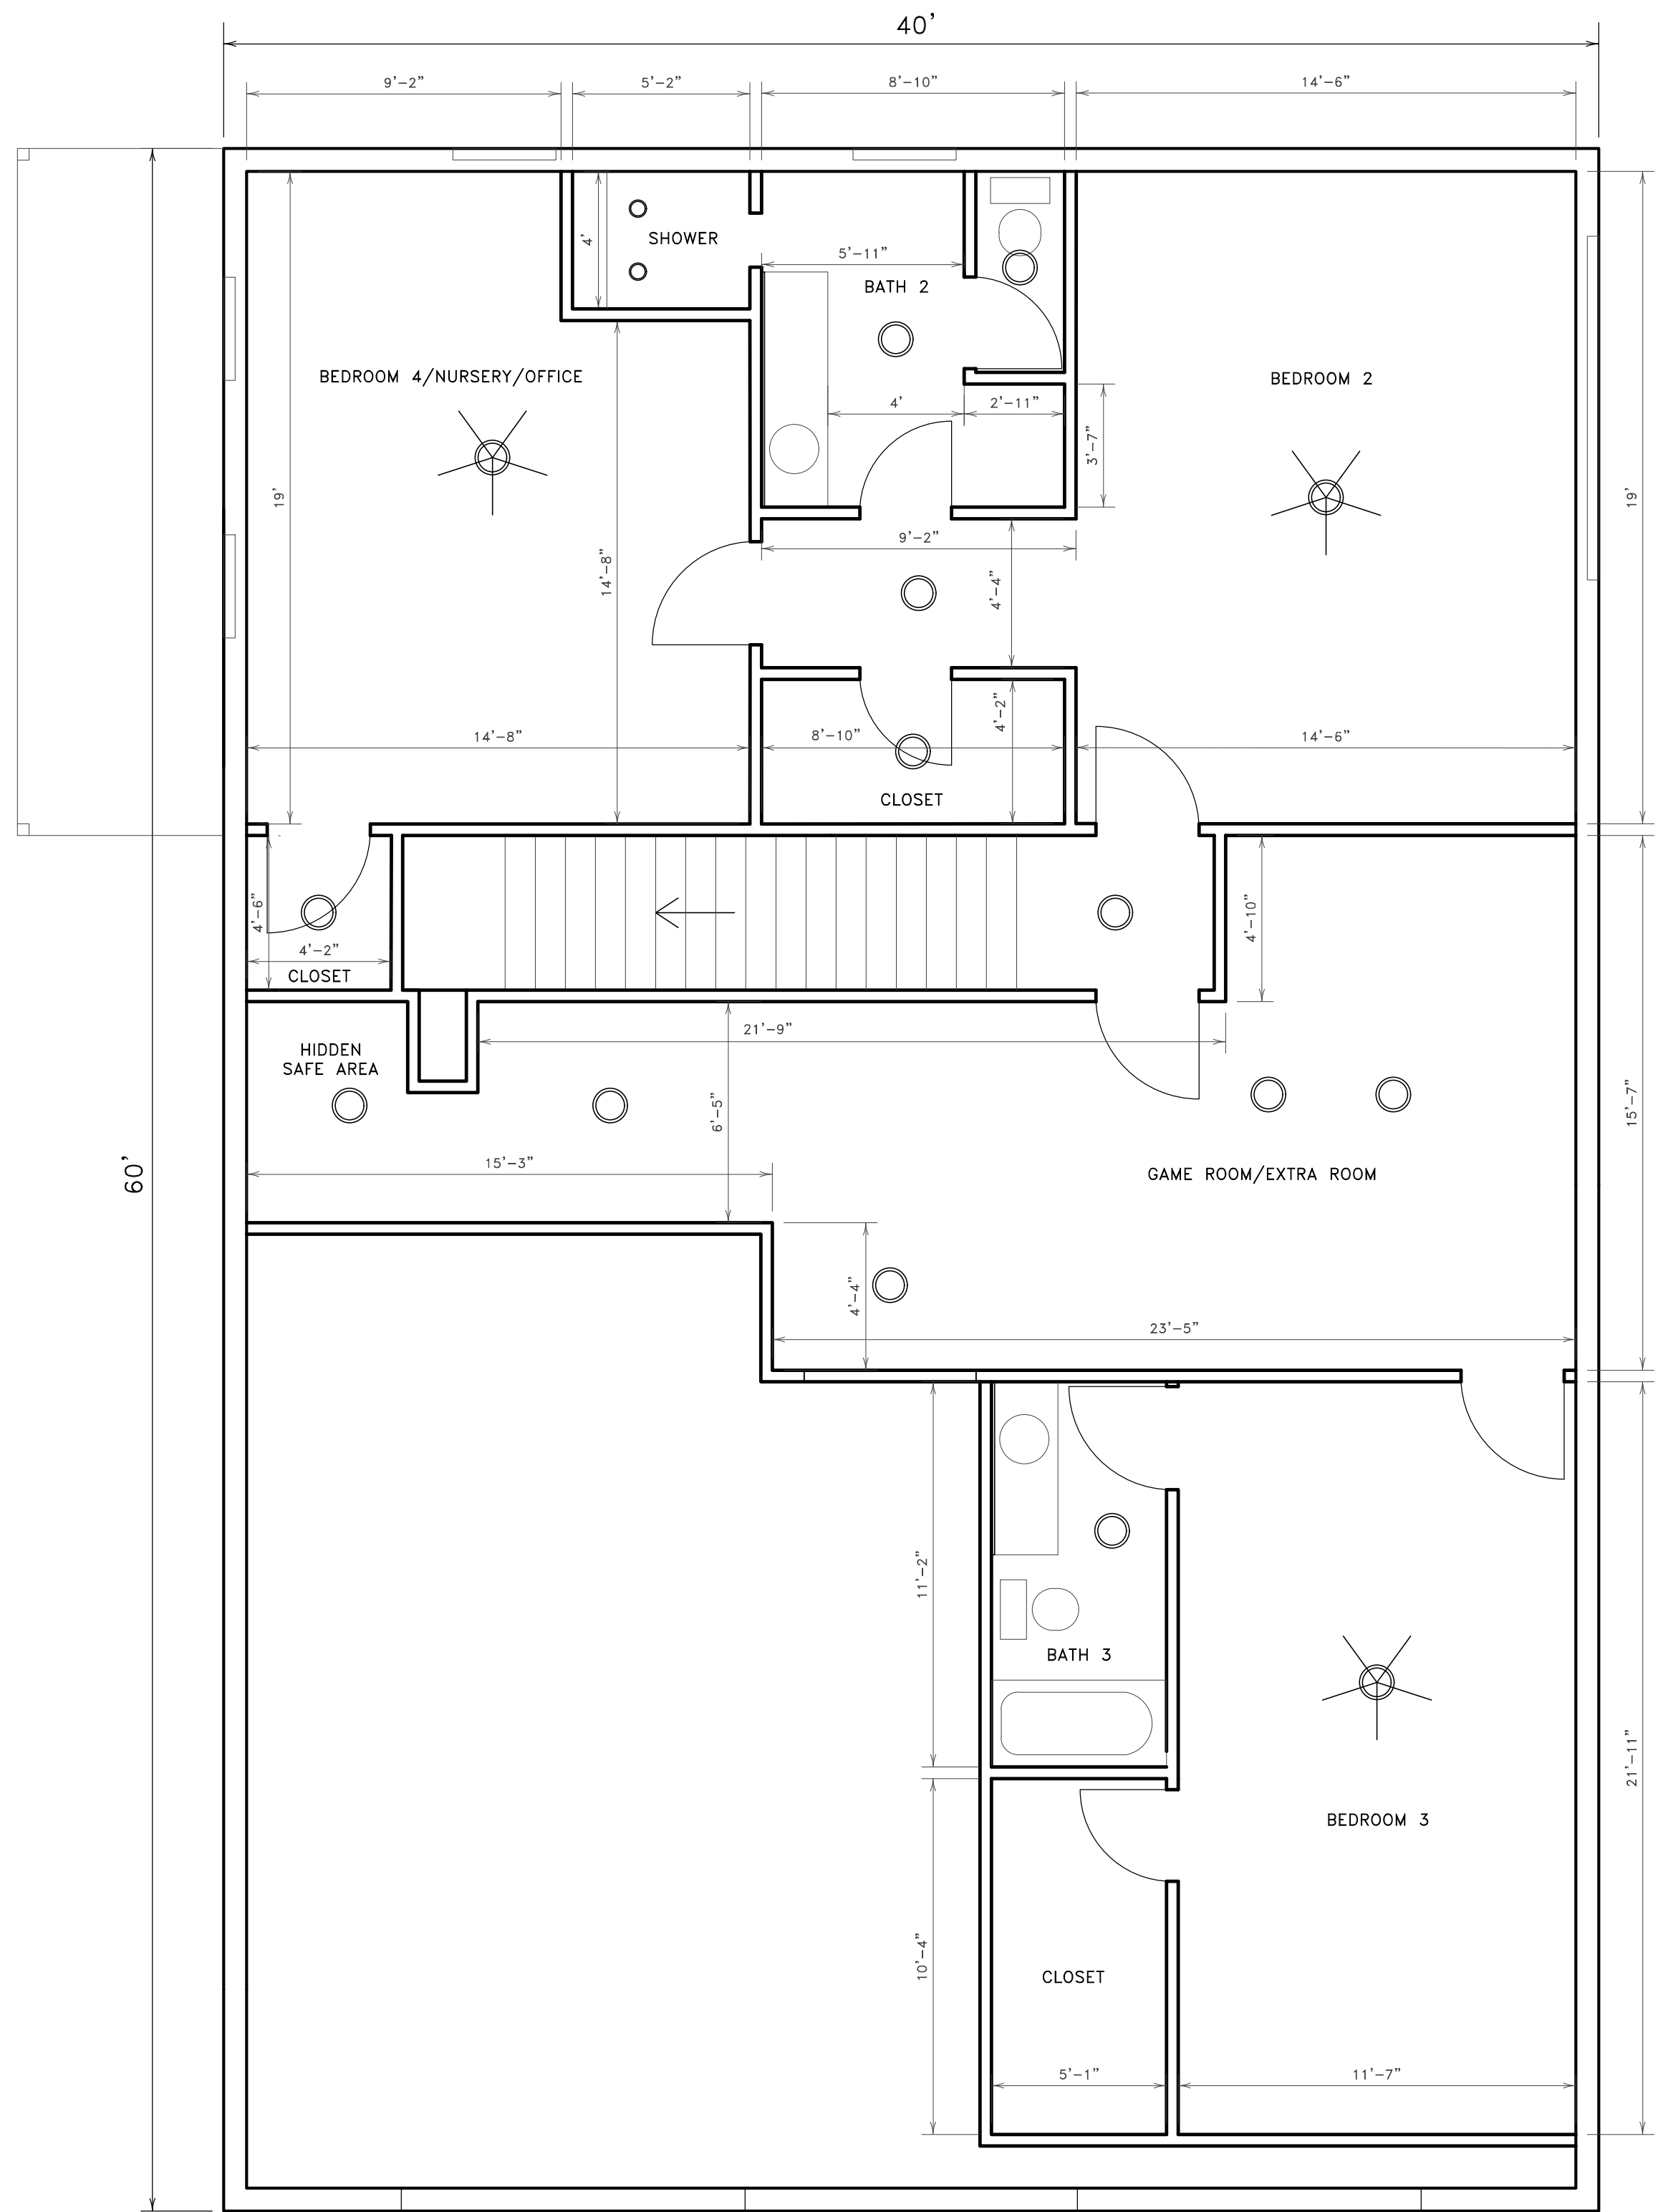 40'
9'-2" 5'-2" 8'-10" 14'-6"
4'
SHOWER
5'-11"
BATH 2
BEDROOM 4/NURSERY/OFFICE
BEDROOM 2
4' 2'-11"
3'-7"
19'
19'
9'-2"
14'-8"
4'-4"
4'-2"
14'-8" 8'-10" 14'-6"
CLOSET
4'-6"
4'-10"
4'-2"
CLOSET
21'-9"
HIDDEN
SAFE AREA
6'-5"
15'-7"
60'
15'-3"
GAME ROOM/EXTRA ROOM
4'-4"
23'-5"
11'-2"
BATH 3
21'-11"
BEDROOM 3
10'-4"
CLOSET
5'-1" 11'-7"